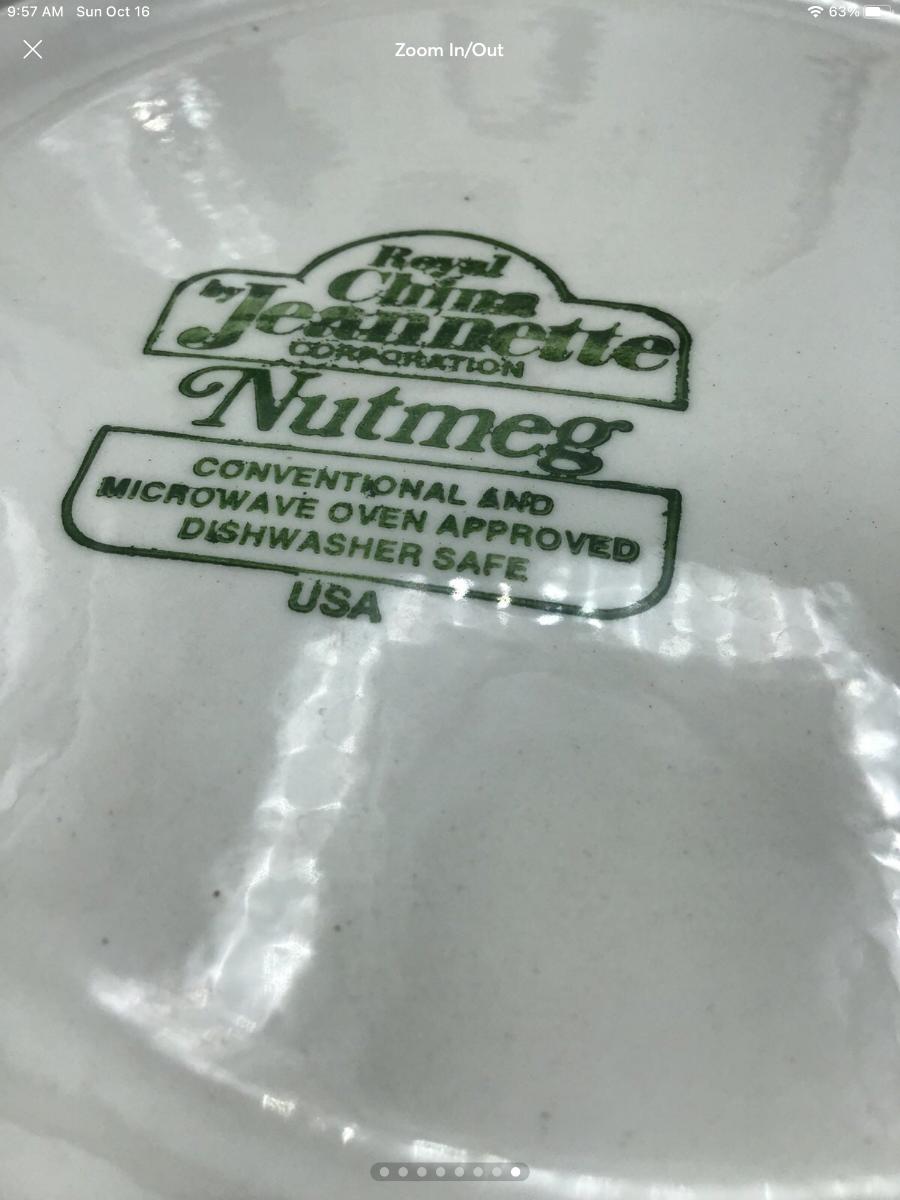 9:57 AM Sun Oct 16
63%
Zoom In/Out
Royal
China
by Jeannette
CORPORATION
Nutmeg
CONVENTIONAL AND
MICROWAVE OVEN APPROVED
DISHWASHER SAFE
USA